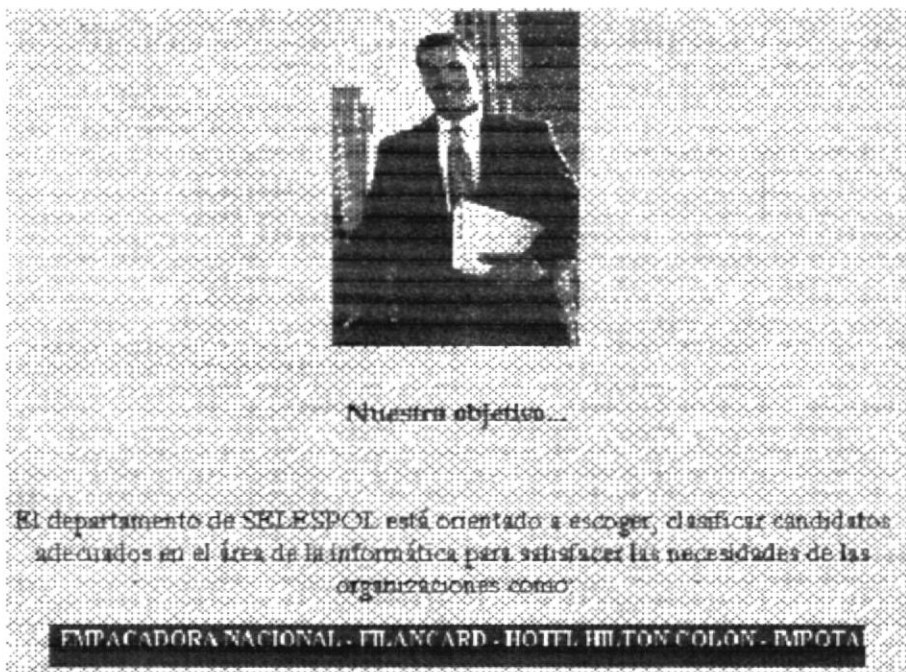 Nuestro objetivo...
El departamento de SELESPOL está orientado a escoger, clasificar candidatos
adecuados en el área de la informática para satisfacer las necesidades de las
organizaciones como:
EMPACADORA NACIONAL - FILANCARD - HOTEL HILTON COLON - IMPOTA